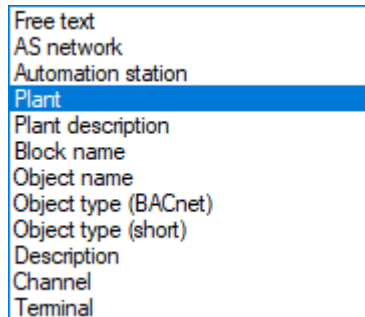 Free text
AS network
Automation station
Plant
Plant description
Block name
Object name
Object type (BACnet)
Object type (short)
Description
Channel
Terminal